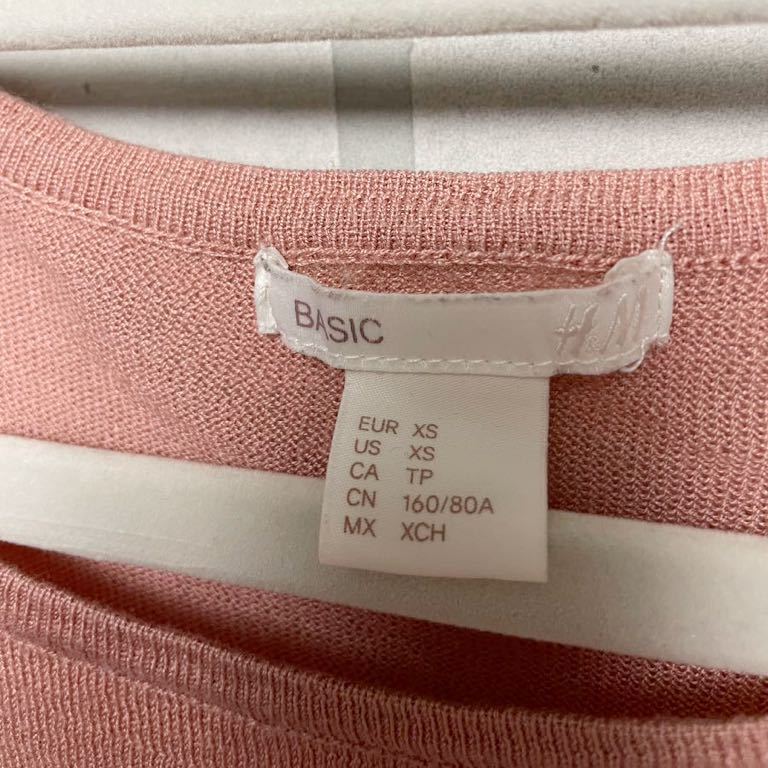 BASIC H&M
EUR XS
US XS
CA TP
CN 160/80A
MX XCH